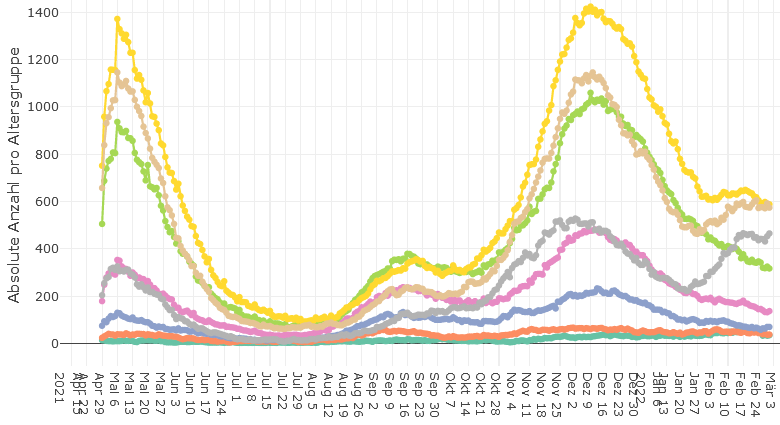 1400
1200
1000
800
600
400
200
0
Absolute Anzahl pro Altersgruppe
2021
Apr 29
Mai 6
Mai 13
Mai 20
Mai 27
Jun 3
Jun 10
Jun 17
Jun 24
Jul 1
Jul 8
Jul 15
Jul 22
Jul 29
Aug 5
Aug 12
Aug 19
Aug 26
Sep 2
Sep 9
Sep 16
Sep 23
Sep 30
Okt 7
Okt 14
Okt 21
Okt 28
Nov 4
Nov 11
Nov 18
Nov 25
Dez 2
Dez 9
Dez 16
Dez 23
Dez 30
2022
Jan 13
Jan 20
Jan 27
Feb 3
Feb 10
Feb 17
Feb 24
Mär 3